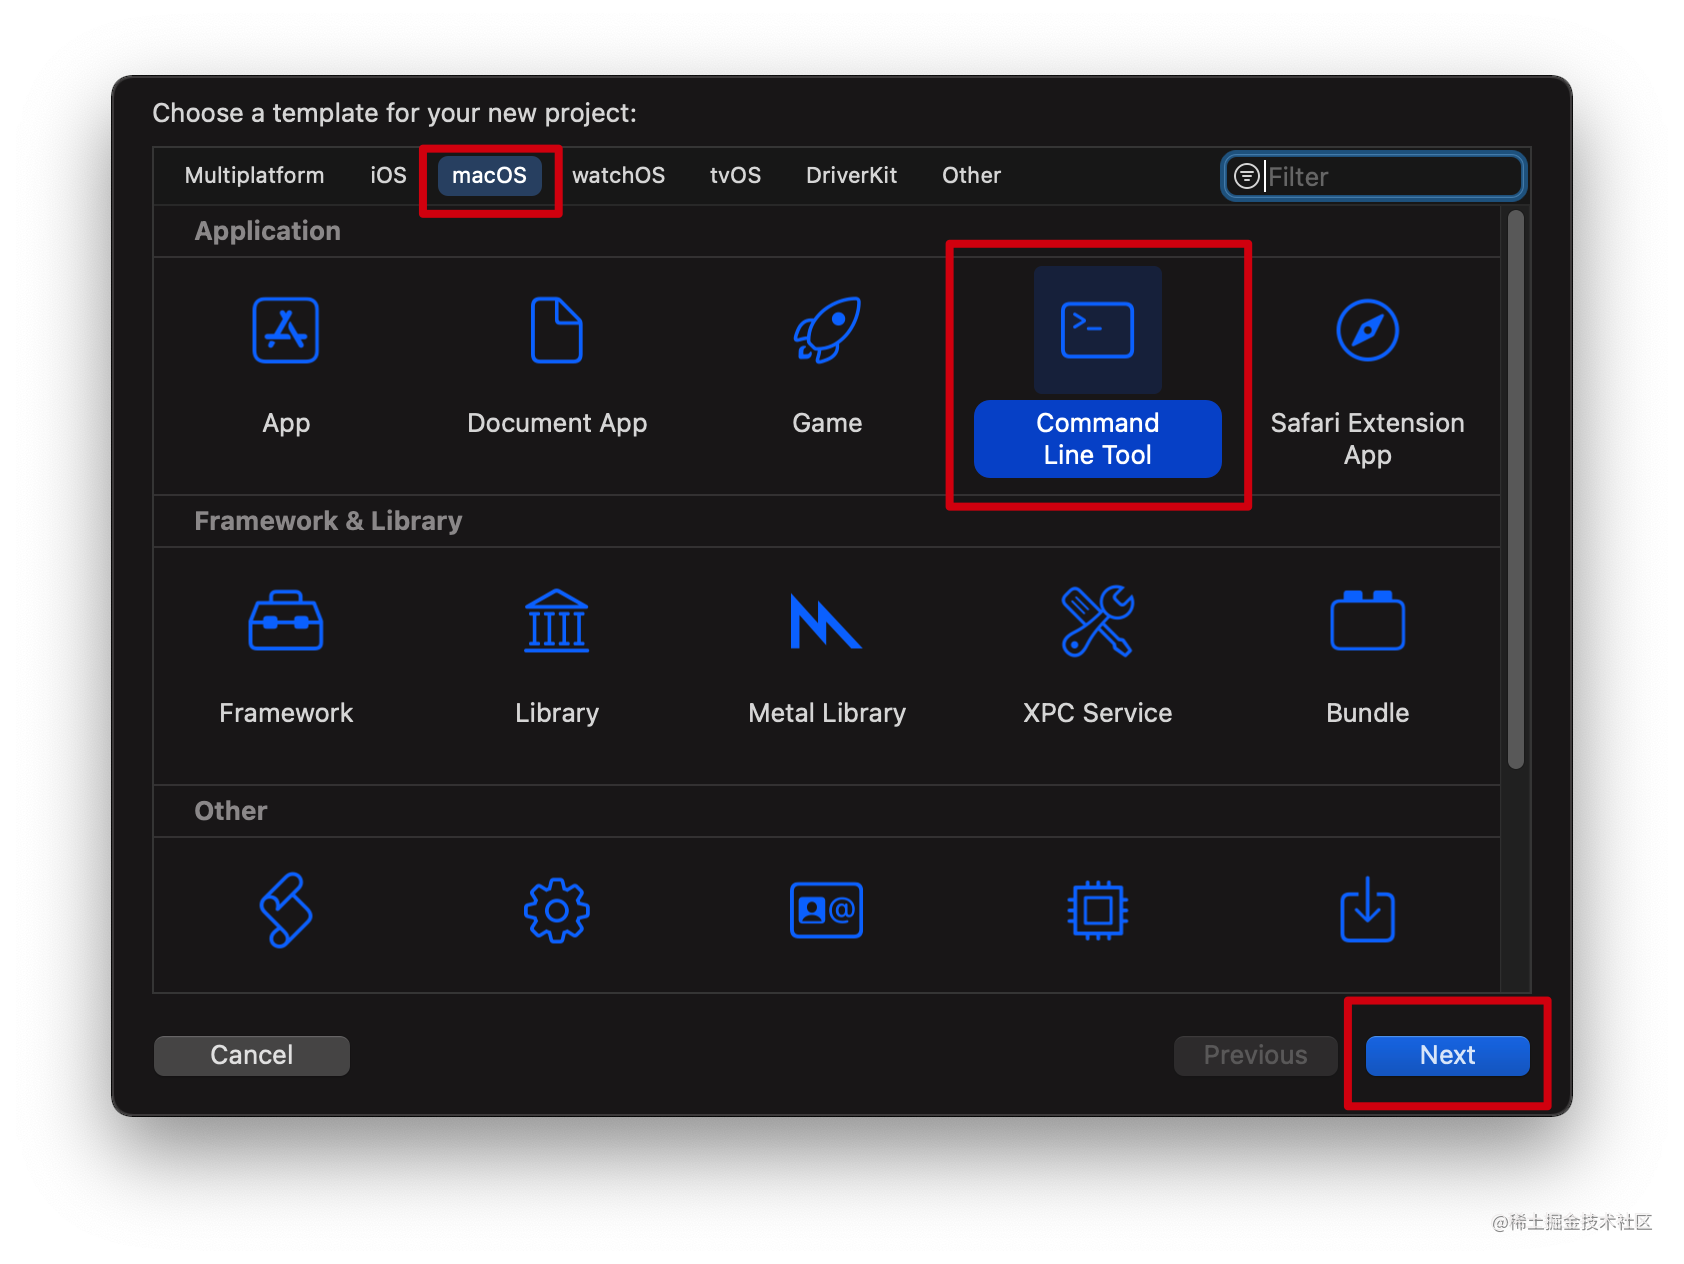 Choose a template for your new project:
Multiplatform iOS macOS watchOS tvOS DriverKit Other Filter
Application
App Document App Game Command Line Tool Safari Extension App
Framework & Library
Framework Library Metal Library XPC Service Bundle
Other
@
Cancel Previous Next
@稀土掘金技术社区